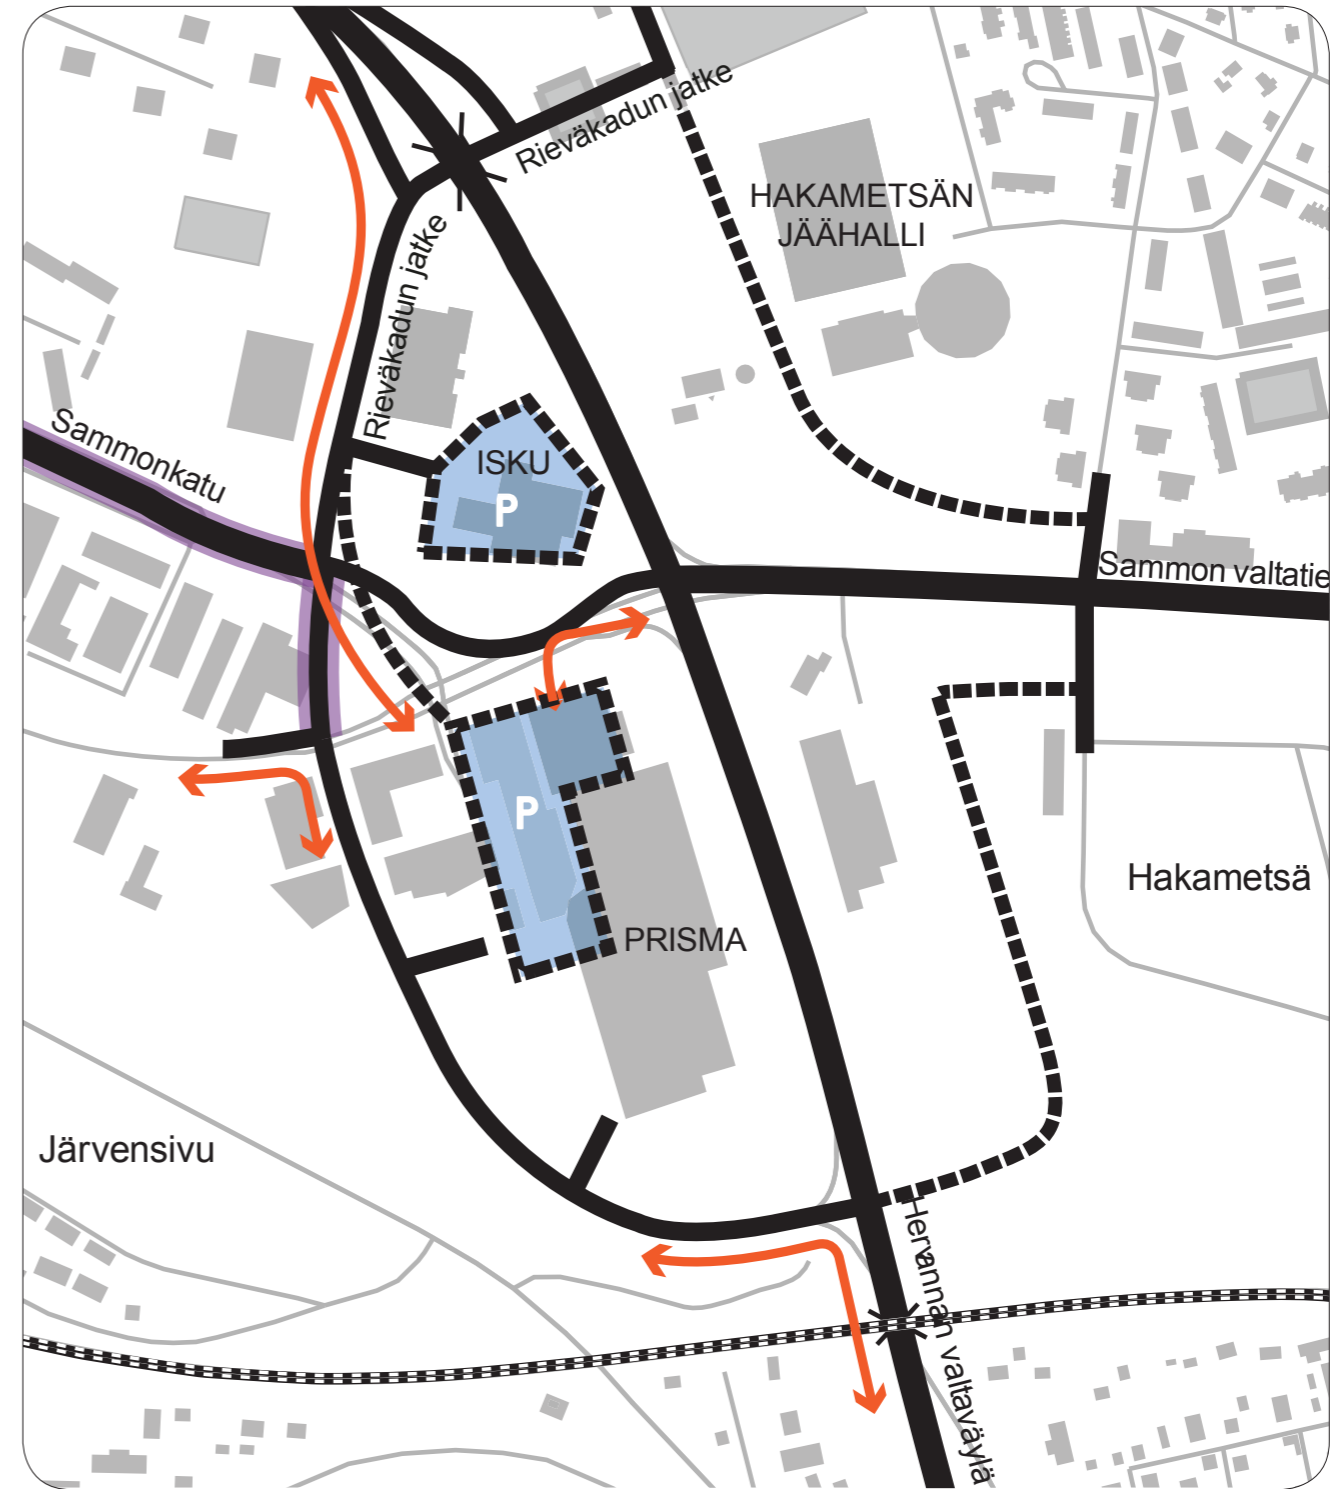 Rieväkadun jatke
HAKAMETSÄN
JÄÄHALLI
Rieväkadun jatke
Sammonkatu
ISKU
P
Sammon valtatie
P
Hakametsä
PRISMA
Järvensivu
Hervannan valtaväylä